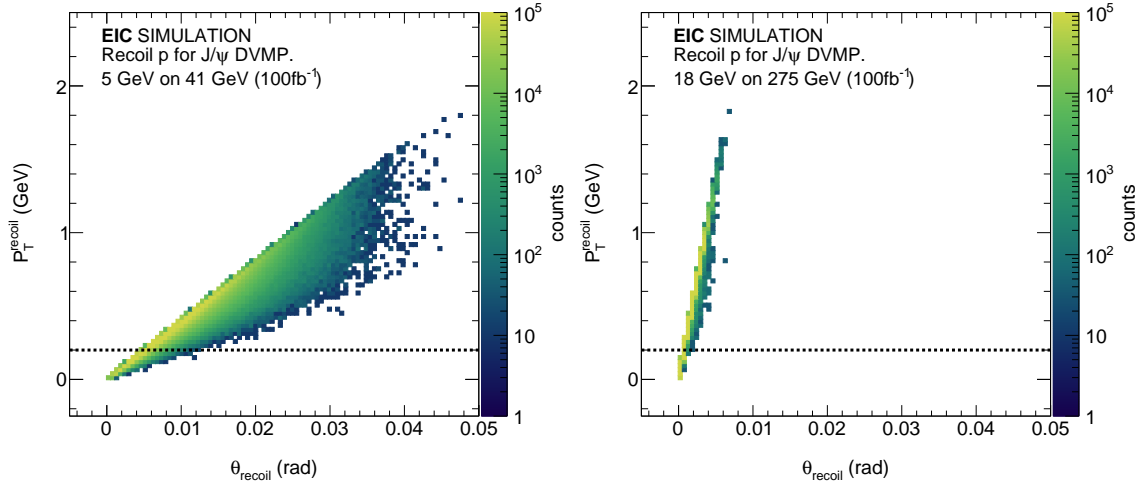 EIC SIMULATION
Recoil p for J/ψ DVMP.
5 GeV on 41 GeV (100fb⁻¹)
P_T^recoil (GeV)
2
1
0
0 0.01 0.02 0.03 0.04 0.05
θ_recoil (rad)
10⁵
10⁴
10³
10²
10
1
counts
EIC SIMULATION
Recoil p for J/ψ DVMP.
18 GeV on 275 GeV (100fb⁻¹)
P_T^recoil (GeV)
2
1
0
0 0.01 0.02 0.03 0.04 0.05
θ_recoil (rad)
10⁵
10⁴
10³
10²
10
1
counts